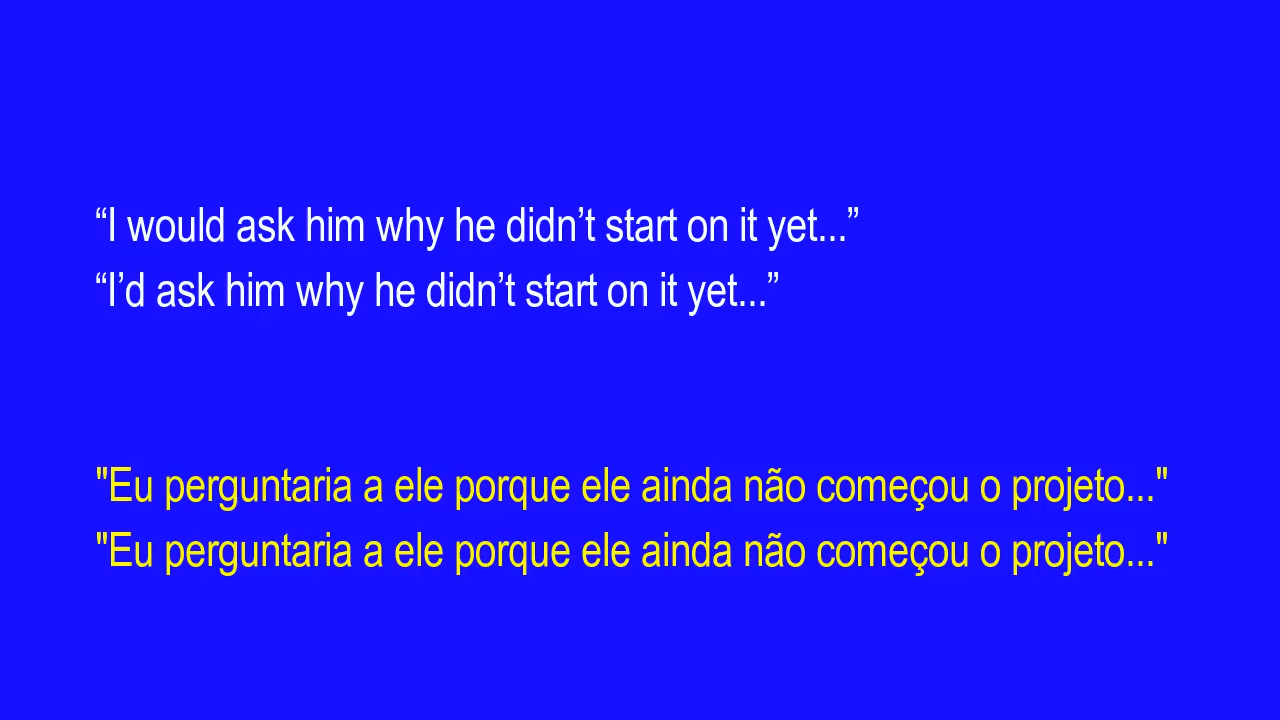 “I would ask him why he didn’t start on it yet...”
“I’d ask him why he didn’t start on it yet...”
"Eu perguntaria a ele porque ele ainda não começou o projeto..."
"Eu perguntaria a ele porque ele ainda não começou o projeto..."